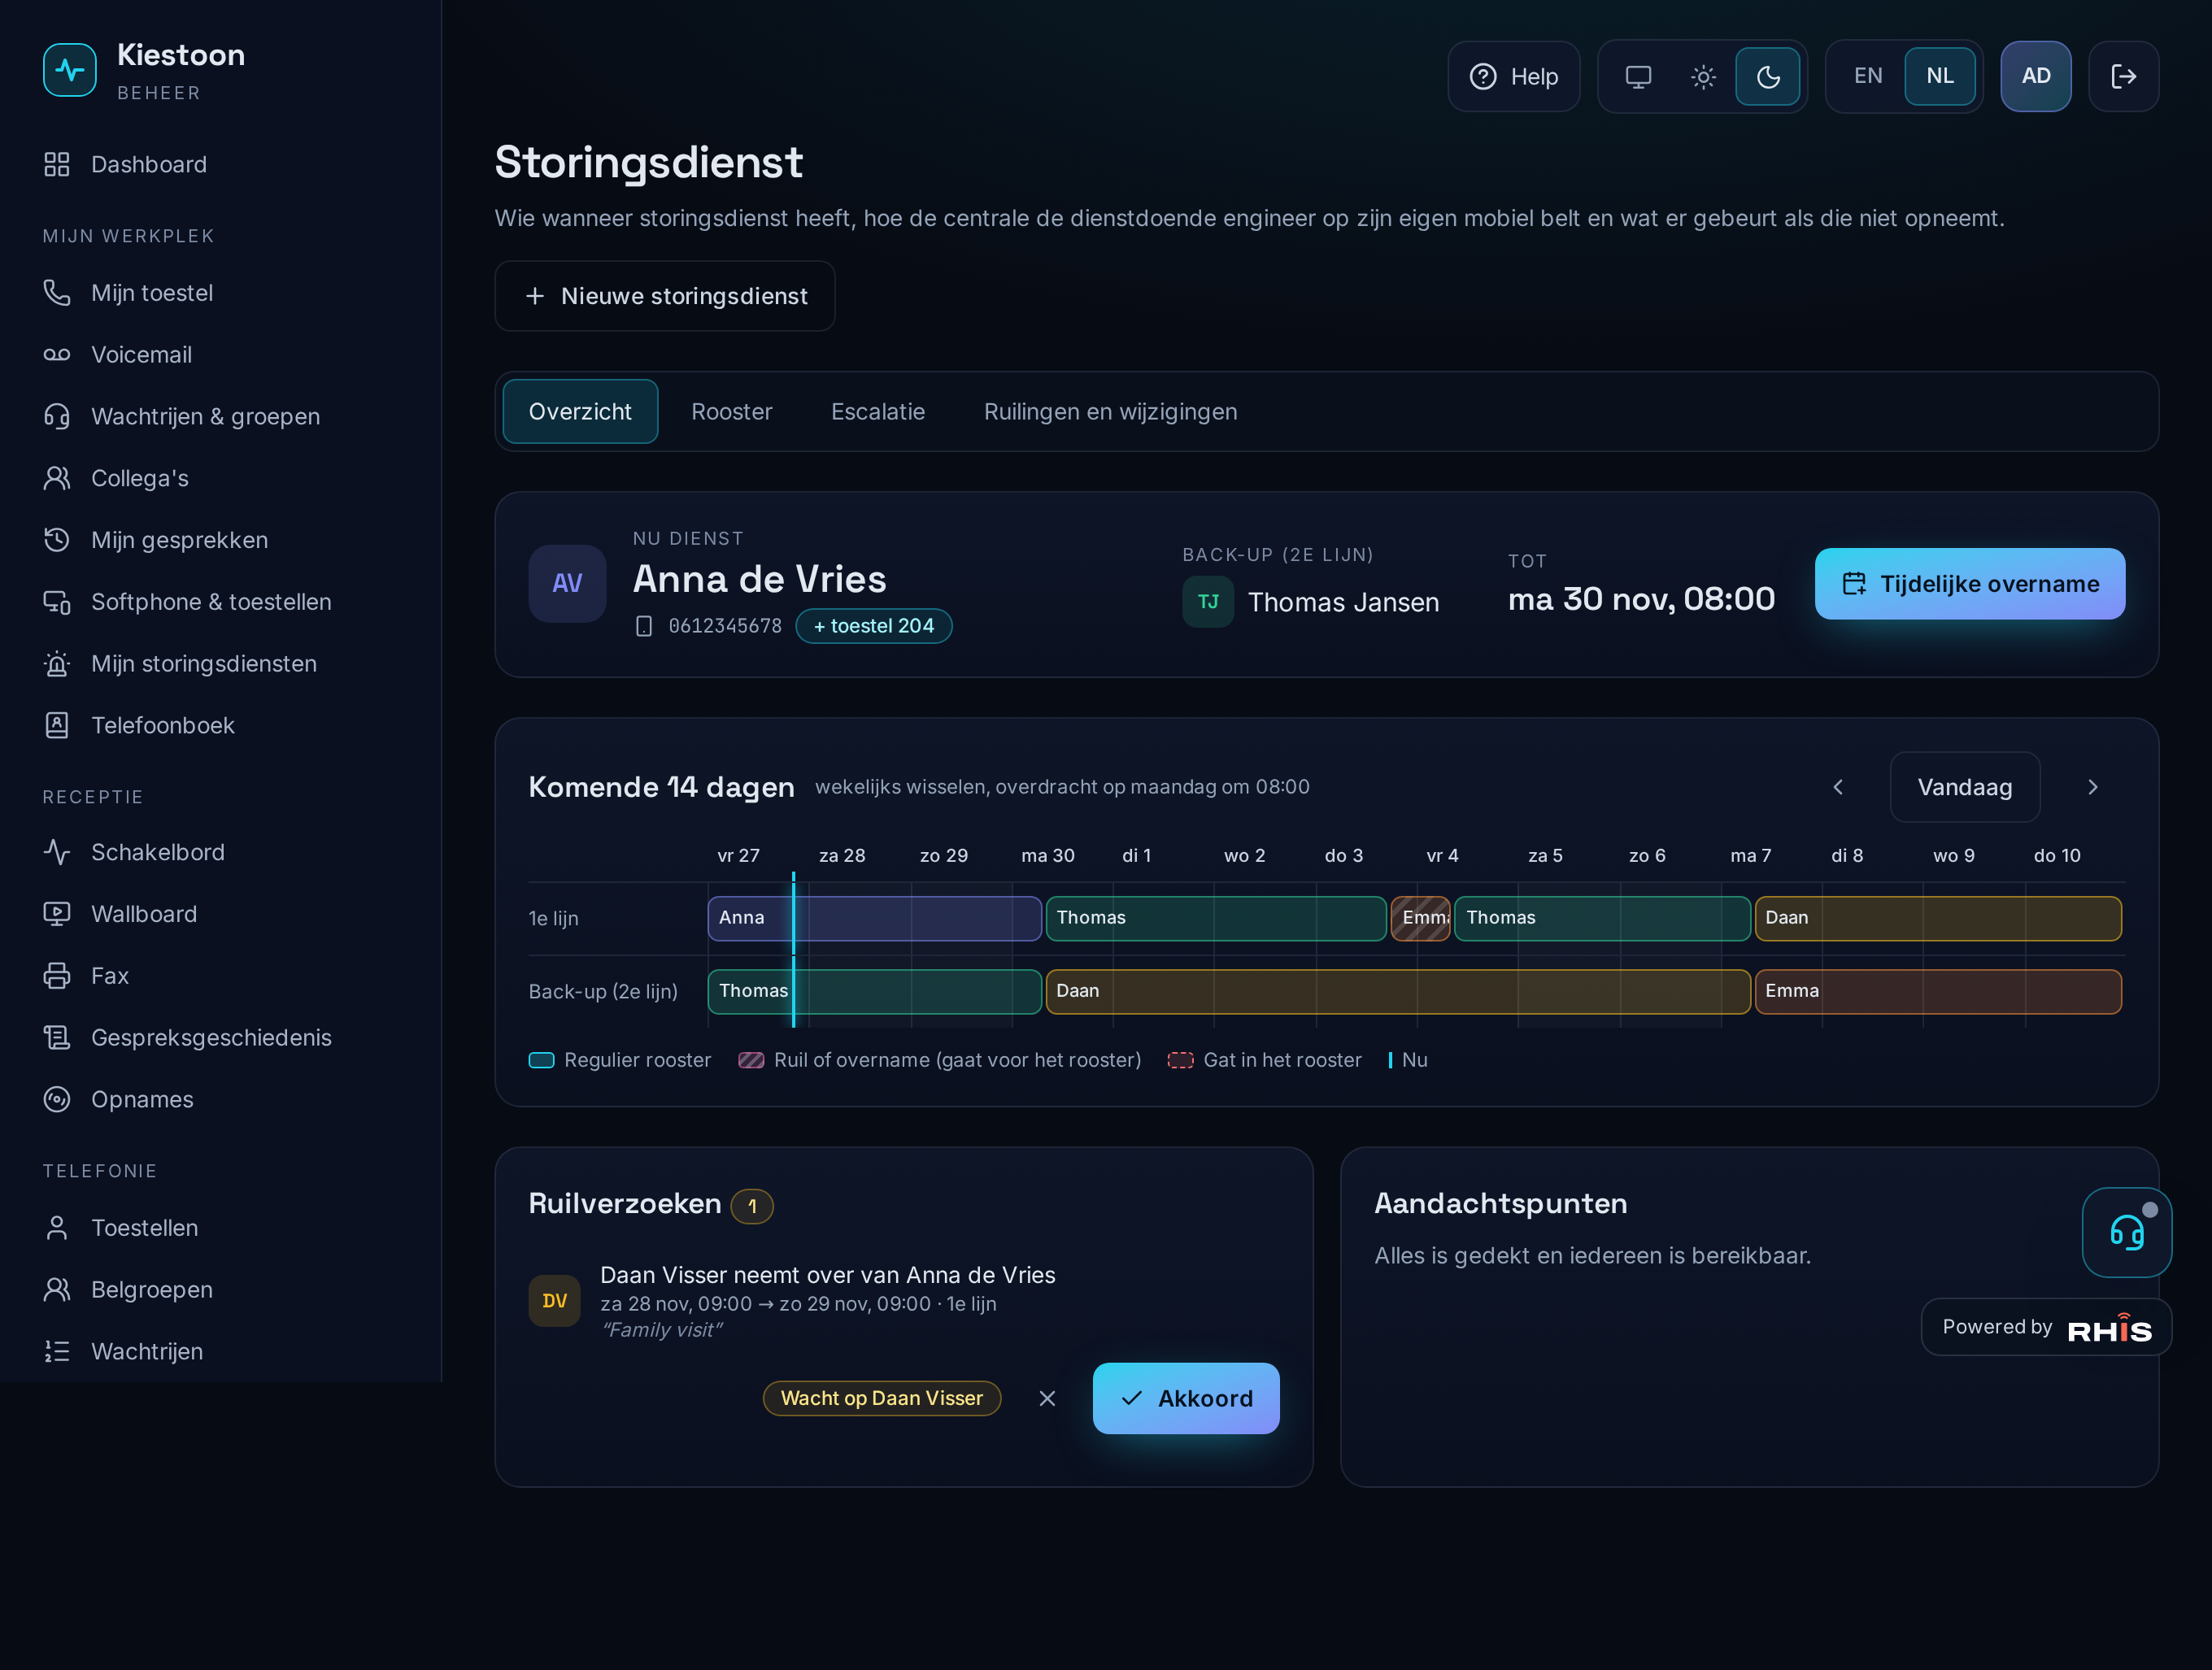 Kiestoon
BEHEER
Dashboard
MIJN WERKPLEK
Mijn toestel
Voicemail
Wachtrijen & groepen
Collega's
Mijn gesprekken
Softphone & toestellen
Mijn storingsdiensten
Telefoonboek
RECEPTIE
Schakelbord
Wallboard
Fax
Gespreksgeschiedenis
Opnames
TELEFONIE
Toestellen
Belgroepen
Wachtrijen
Help
EN NL
AD
Storingsdienst
Wie wanneer storingsdienst heeft, hoe de centrale de dienstdoende engineer op zijn eigen mobiel belt en wat er gebeurt als die niet opneemt.
+ Nieuwe storingsdienst
Overzicht Rooster Escalatie Ruilingen en wijzigingen
AV
NU DIENST
Anna de Vries
0612345678 + toestel 204
BACK-UP (2E LIJN)
TJ Thomas Jansen
TOT
ma 30 nov, 08:00
Tijdelijke overname
Komende 14 dagen wekelijks wisselen, overdracht op maandag om 08:00
Vandaag
vr 27 za 28 zo 29 ma 30 di 1 wo 2 do 3 vr 4 za 5 zo 6 ma 7 di 8 wo 9 do 10
1e lijn Anna Thomas Emma Thomas Daan
Back-up (2e lijn) Thomas Daan Emma
Regulier rooster Ruil of overname (gaat voor het rooster) Gat in het rooster Nu
Ruilverzoeken 1
DV
Daan Visser neemt over van Anna de Vries
za 28 nov, 09:00 → zo 29 nov, 09:00 · 1e lijn
“Family visit”
Wacht op Daan Visser
Akkoord
Aandachtspunten
Alles is gedekt en iedereen is bereikbaar.
Powered by RHiS